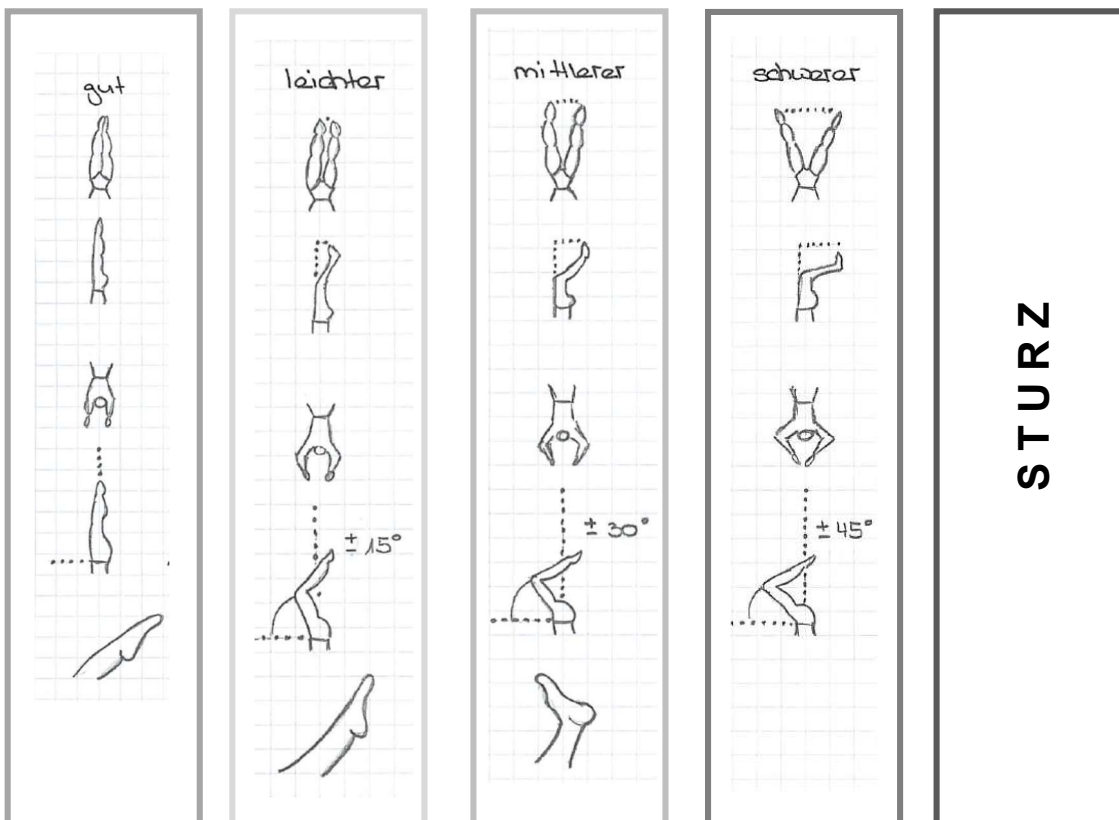 gut
leichter
mittlerer
schwerer
± 15°
± 30°
± 45°
STURZ